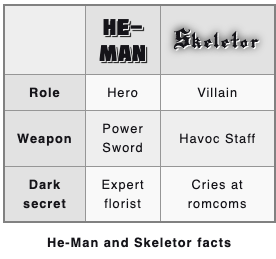 HE-
MAN
Skeletor
Role
Hero
Villain
Weapon
Power
Sword
Havoc Staff
Dark
secret
Expert
florist
Cries at
romcoms
He-Man and Skeletor facts